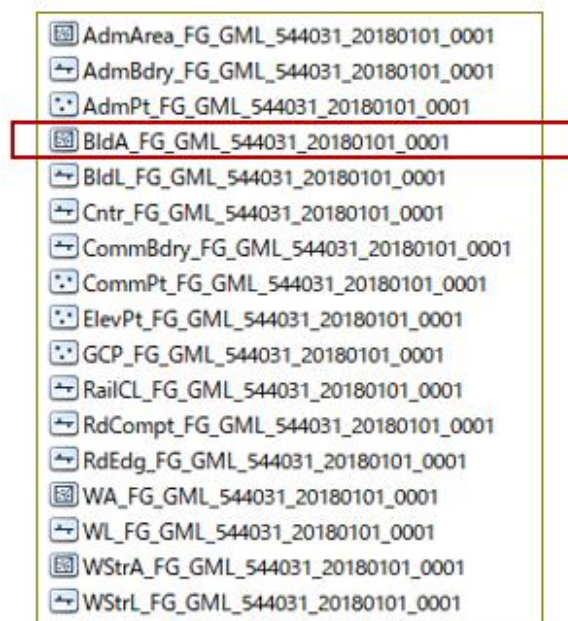 AdmArea_FG_GML_544031_20180101_0001
AdmBdry_FG_GML_544031_20180101_0001
AdmPt_FG_GML_544031_20180101_0001
BldA_FG_GML_544031_20180101_0001
BldL_FG_GML_544031_20180101_0001
Cntr_FG_GML_544031_20180101_0001
CommBdry_FG_GML_544031_20180101_0001
CommPt_FG_GML_544031_20180101_0001
ElevPt_FG_GML_544031_20180101_0001
GCP_FG_GML_544031_20180101_0001
RailCL_FG_GML_544031_20180101_0001
RdCompt_FG_GML_544031_20180101_0001
RdEdg_FG_GML_544031_20180101_0001
WA_FG_GML_544031_20180101_0001
WL_FG_GML_544031_20180101_0001
WStrA_FG_GML_544031_20180101_0001
WStrL_FG_GML_544031_20180101_0001